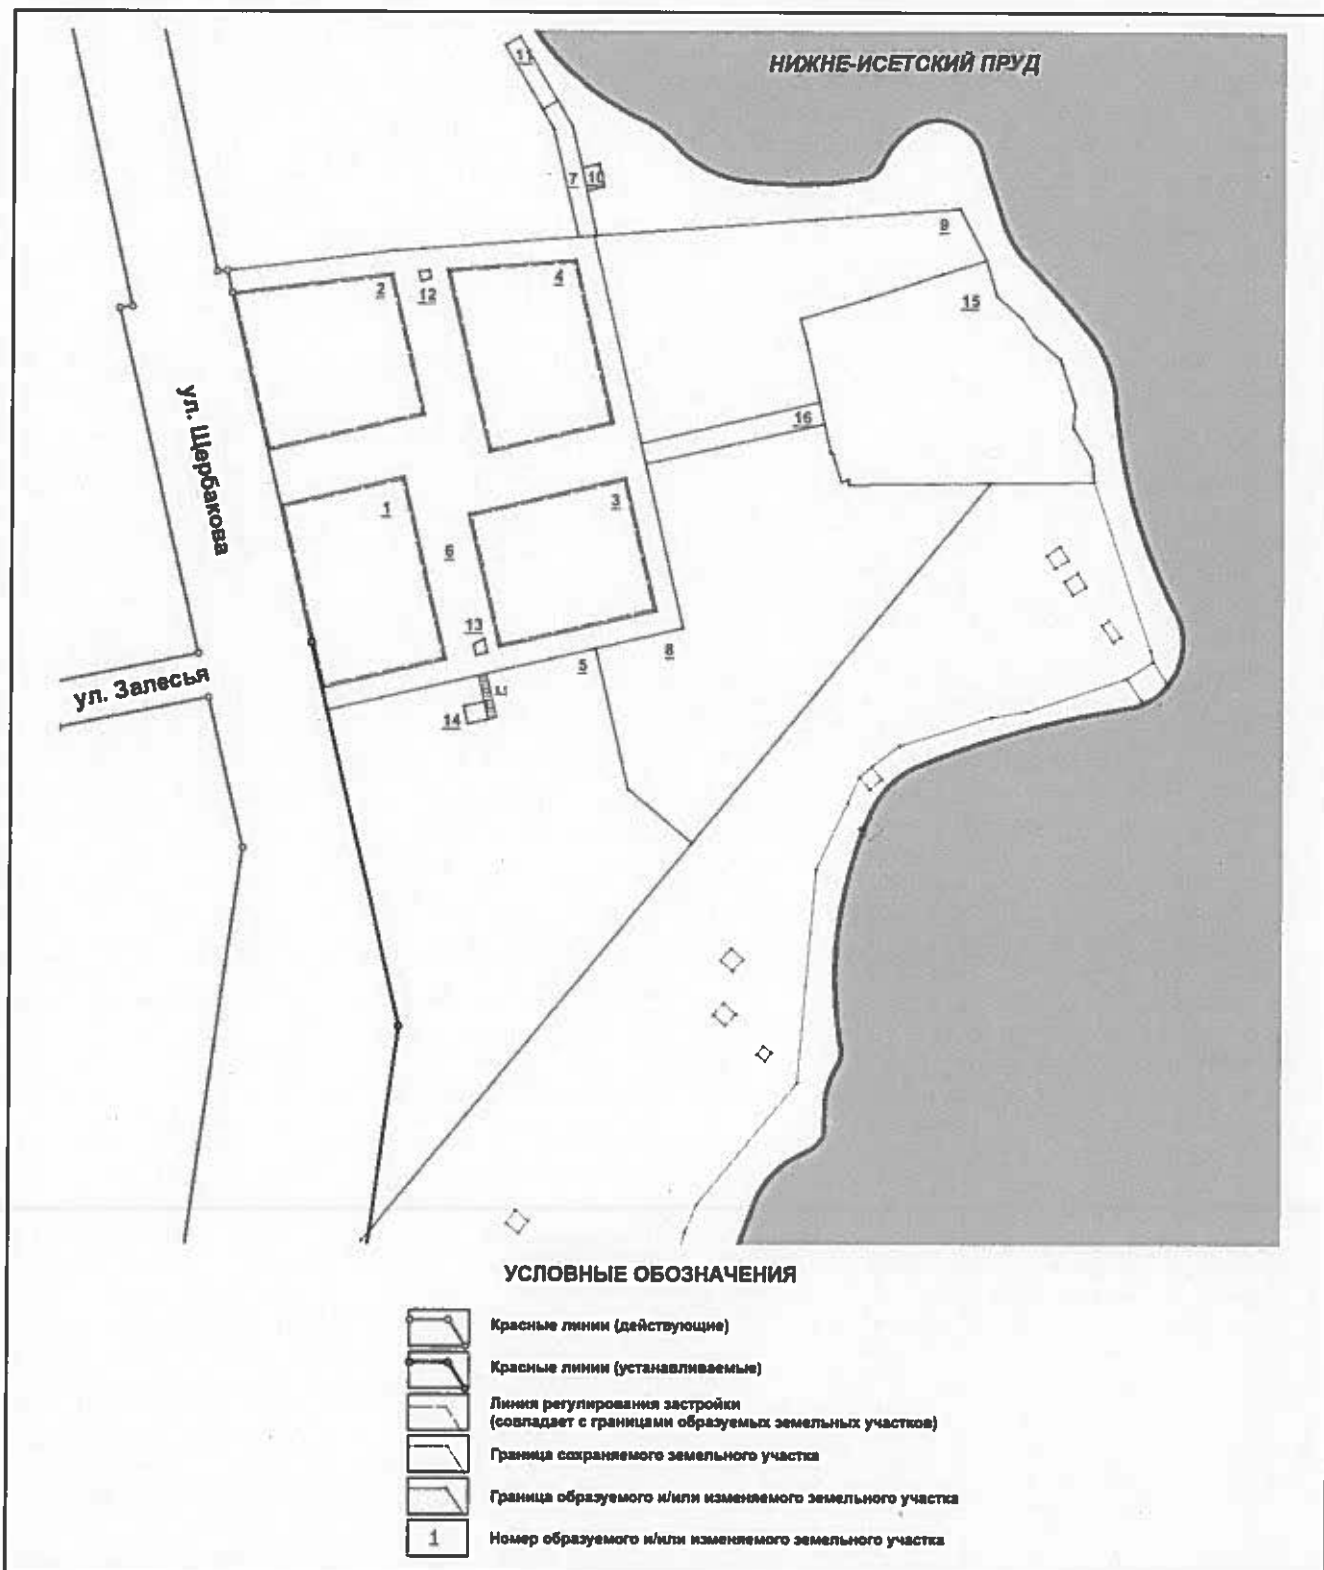 НИЖНЕ-ИСЕТСКИЙ ПРУД
11
7
10
9
2
12
4
15
16
ул. Щербакова
1
3
6
13
5
8
14
ул. Залесья
УСЛОВНЫЕ ОБОЗНАЧЕНИЯ
Красные линии (действующие)
Красные линии (устанавливаемые)
Линия регулирования застройки
(совпадает с границами образуемых земельных участков)
Граница сохраняемого земельного участка
Граница образуемого и/или изменяемого земельного участка
1 Номер образуемого и/или изменяемого земельного участка